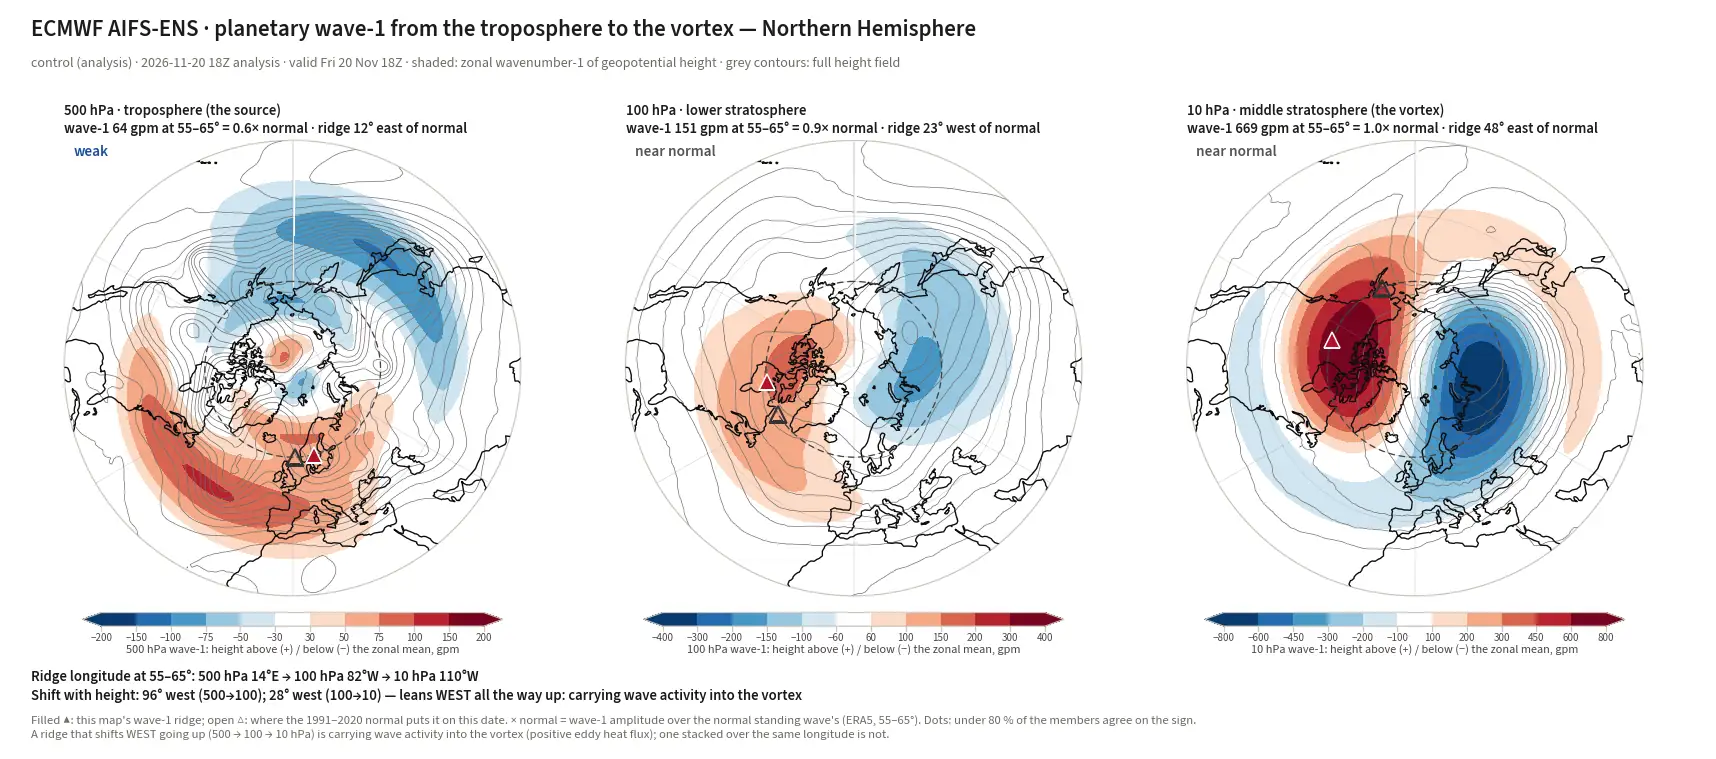 ECMWF AIFS-ENS · planetary wave-1 from the troposphere to the vortex — Northern Hemisphere
control (analysis) · 2026-11-20 18Z analysis · valid Fri 20 Nov 18Z · shaded: zonal wavenumber-1 of geopotential height · grey contours: full height field
500 hPa · troposphere (the source)
wave-1 64 gpm at 55–65° = 0.6× normal · ridge 12° east of normal
weak
100 hPa · lower stratosphere
wave-1 151 gpm at 55–65° = 0.9× normal · ridge 23° west of normal
near normal
10 hPa · middle stratosphere (the vortex)
wave-1 669 gpm at 55–65° = 1.0× normal · ridge 48° east of normal
near normal
−200 −150 −100 −75 −50 −30 30 50 75 100 150 200
500 hPa wave-1: height above (+) / below (−) the zonal mean, gpm
−400 −300 −200 −150 −100 −60 60 100 150 200 300 400
100 hPa wave-1: height above (+) / below (−) the zonal mean, gpm
−800 −600 −450 −300 −200 −100 100 200 300 450 600 800
10 hPa wave-1: height above (+) / below (−) the zonal mean, gpm
Ridge longitude at 55–65°: 500 hPa 14°E → 100 hPa 82°W → 10 hPa 110°W
Shift with height: 96° west (500→100); 28° west (100→10) — leans WEST all the way up: carrying wave activity into the vortex
Filled ▲: this map's wave-1 ridge; open △: where the 1991–2020 normal puts it on this date. × normal = wave-1 amplitude over the normal standing wave's (ERA5, 55–65°). Dots: under 80 % of the members agree on the sign.
A ridge that shifts WEST going up (500 → 100 → 10 hPa) is carrying wave activity into the vortex (positive eddy heat flux); one stacked over the same longitude is not.